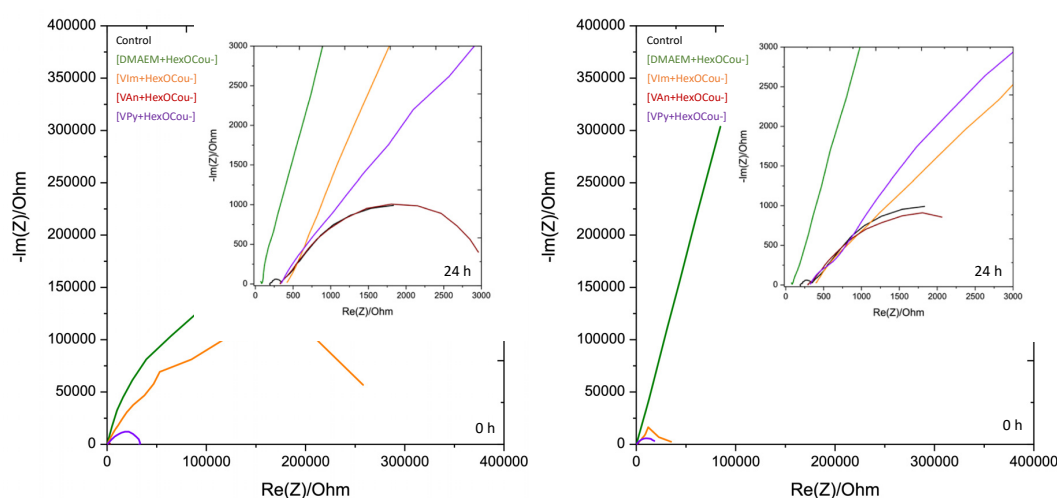 400000
350000
300000
250000
200000
150000
100000
50000
0
-Im(Z)/Ohm
0
100000
200000
300000
400000
Re(Z)/Ohm
Control
[DMAEM+HexOCou-]
[VIm+HexOCou-]
[VAn+HexOCou-]
[VPy+HexOCou-]
3000
2500
2000
1500
1000
500
0
-Im(Z)/Ohm
0
500
1000
1500
2000
2500
3000
Re(Z)/Ohm
24 h
0 h
400000
350000
300000
250000
200000
150000
100000
50000
0
-Im(Z)/Ohm
0
100000
200000
300000
400000
Re(Z)/Ohm
Control
[DMAEM+HexOCou-]
[VIm+HexOCou-]
[VAn+HexOCou-]
[VPy+HexOCou-]
3000
2500
2000
1500
1000
500
0
-Im(Z)/Ohm
0
500
1000
1500
2000
2500
3000
Re(Z)/Ohm
24 h
0 h